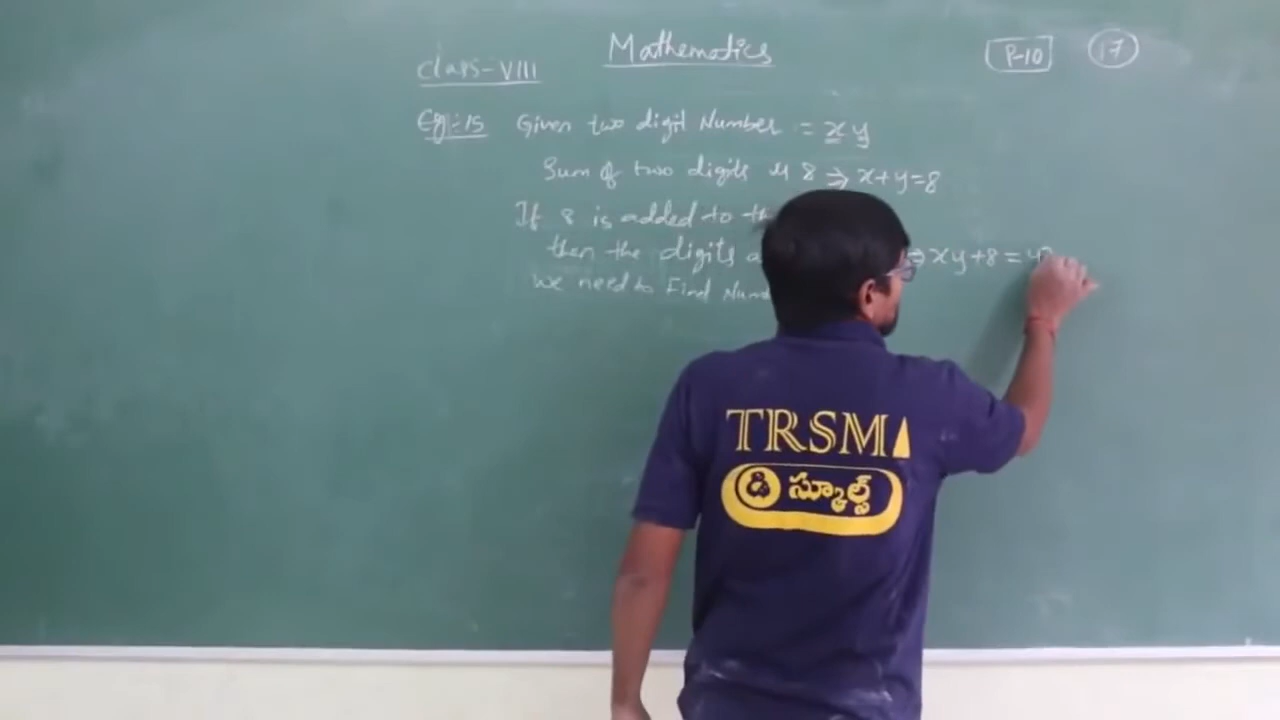 Mathematics
P-10
17
Class-VIII
Eg:-15 Given two digit Number = xy
Sum of two digits is 8 ⇒ x+y=8
If 8 is added to
then the digits ⇒ xy+8 =
We need to Find
TRSMA
ది స్కూల్స్